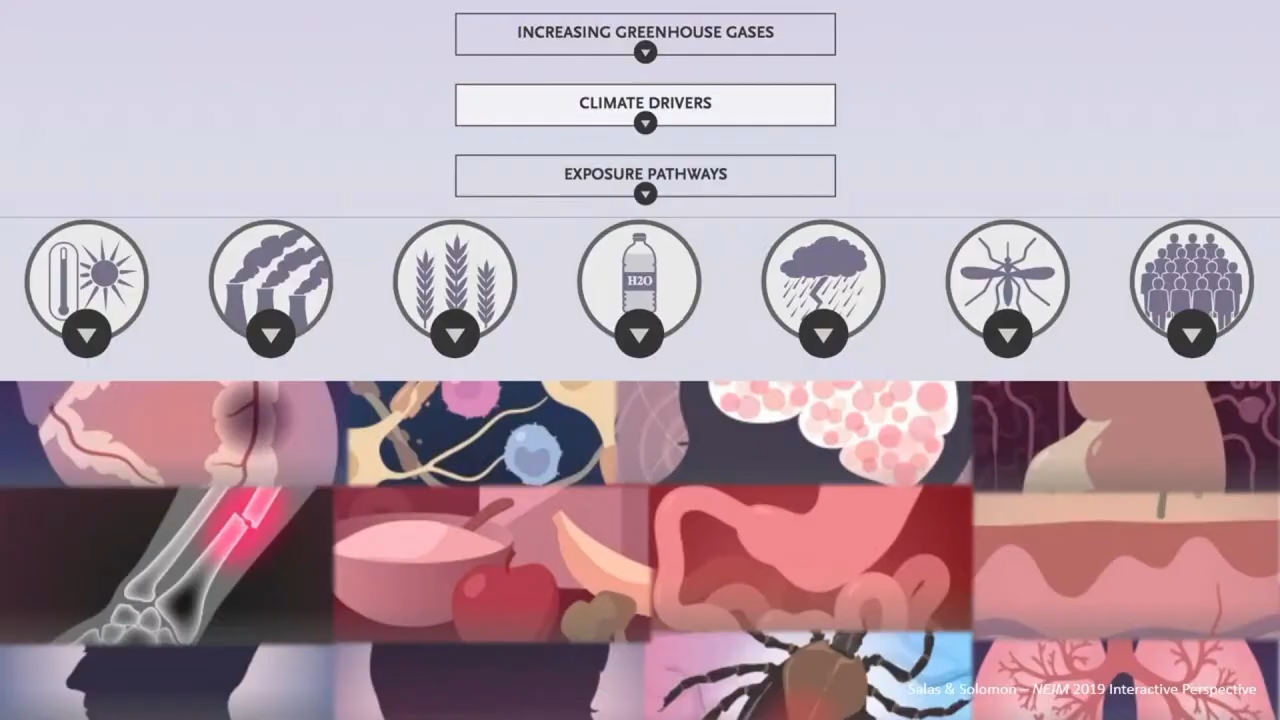 INCREASING GREENHOUSE GASES
CLIMATE DRIVERS
EXPOSURE PATHWAYS
H2O
Salas & Solomon – NEJM 2019 Interactive Perspective